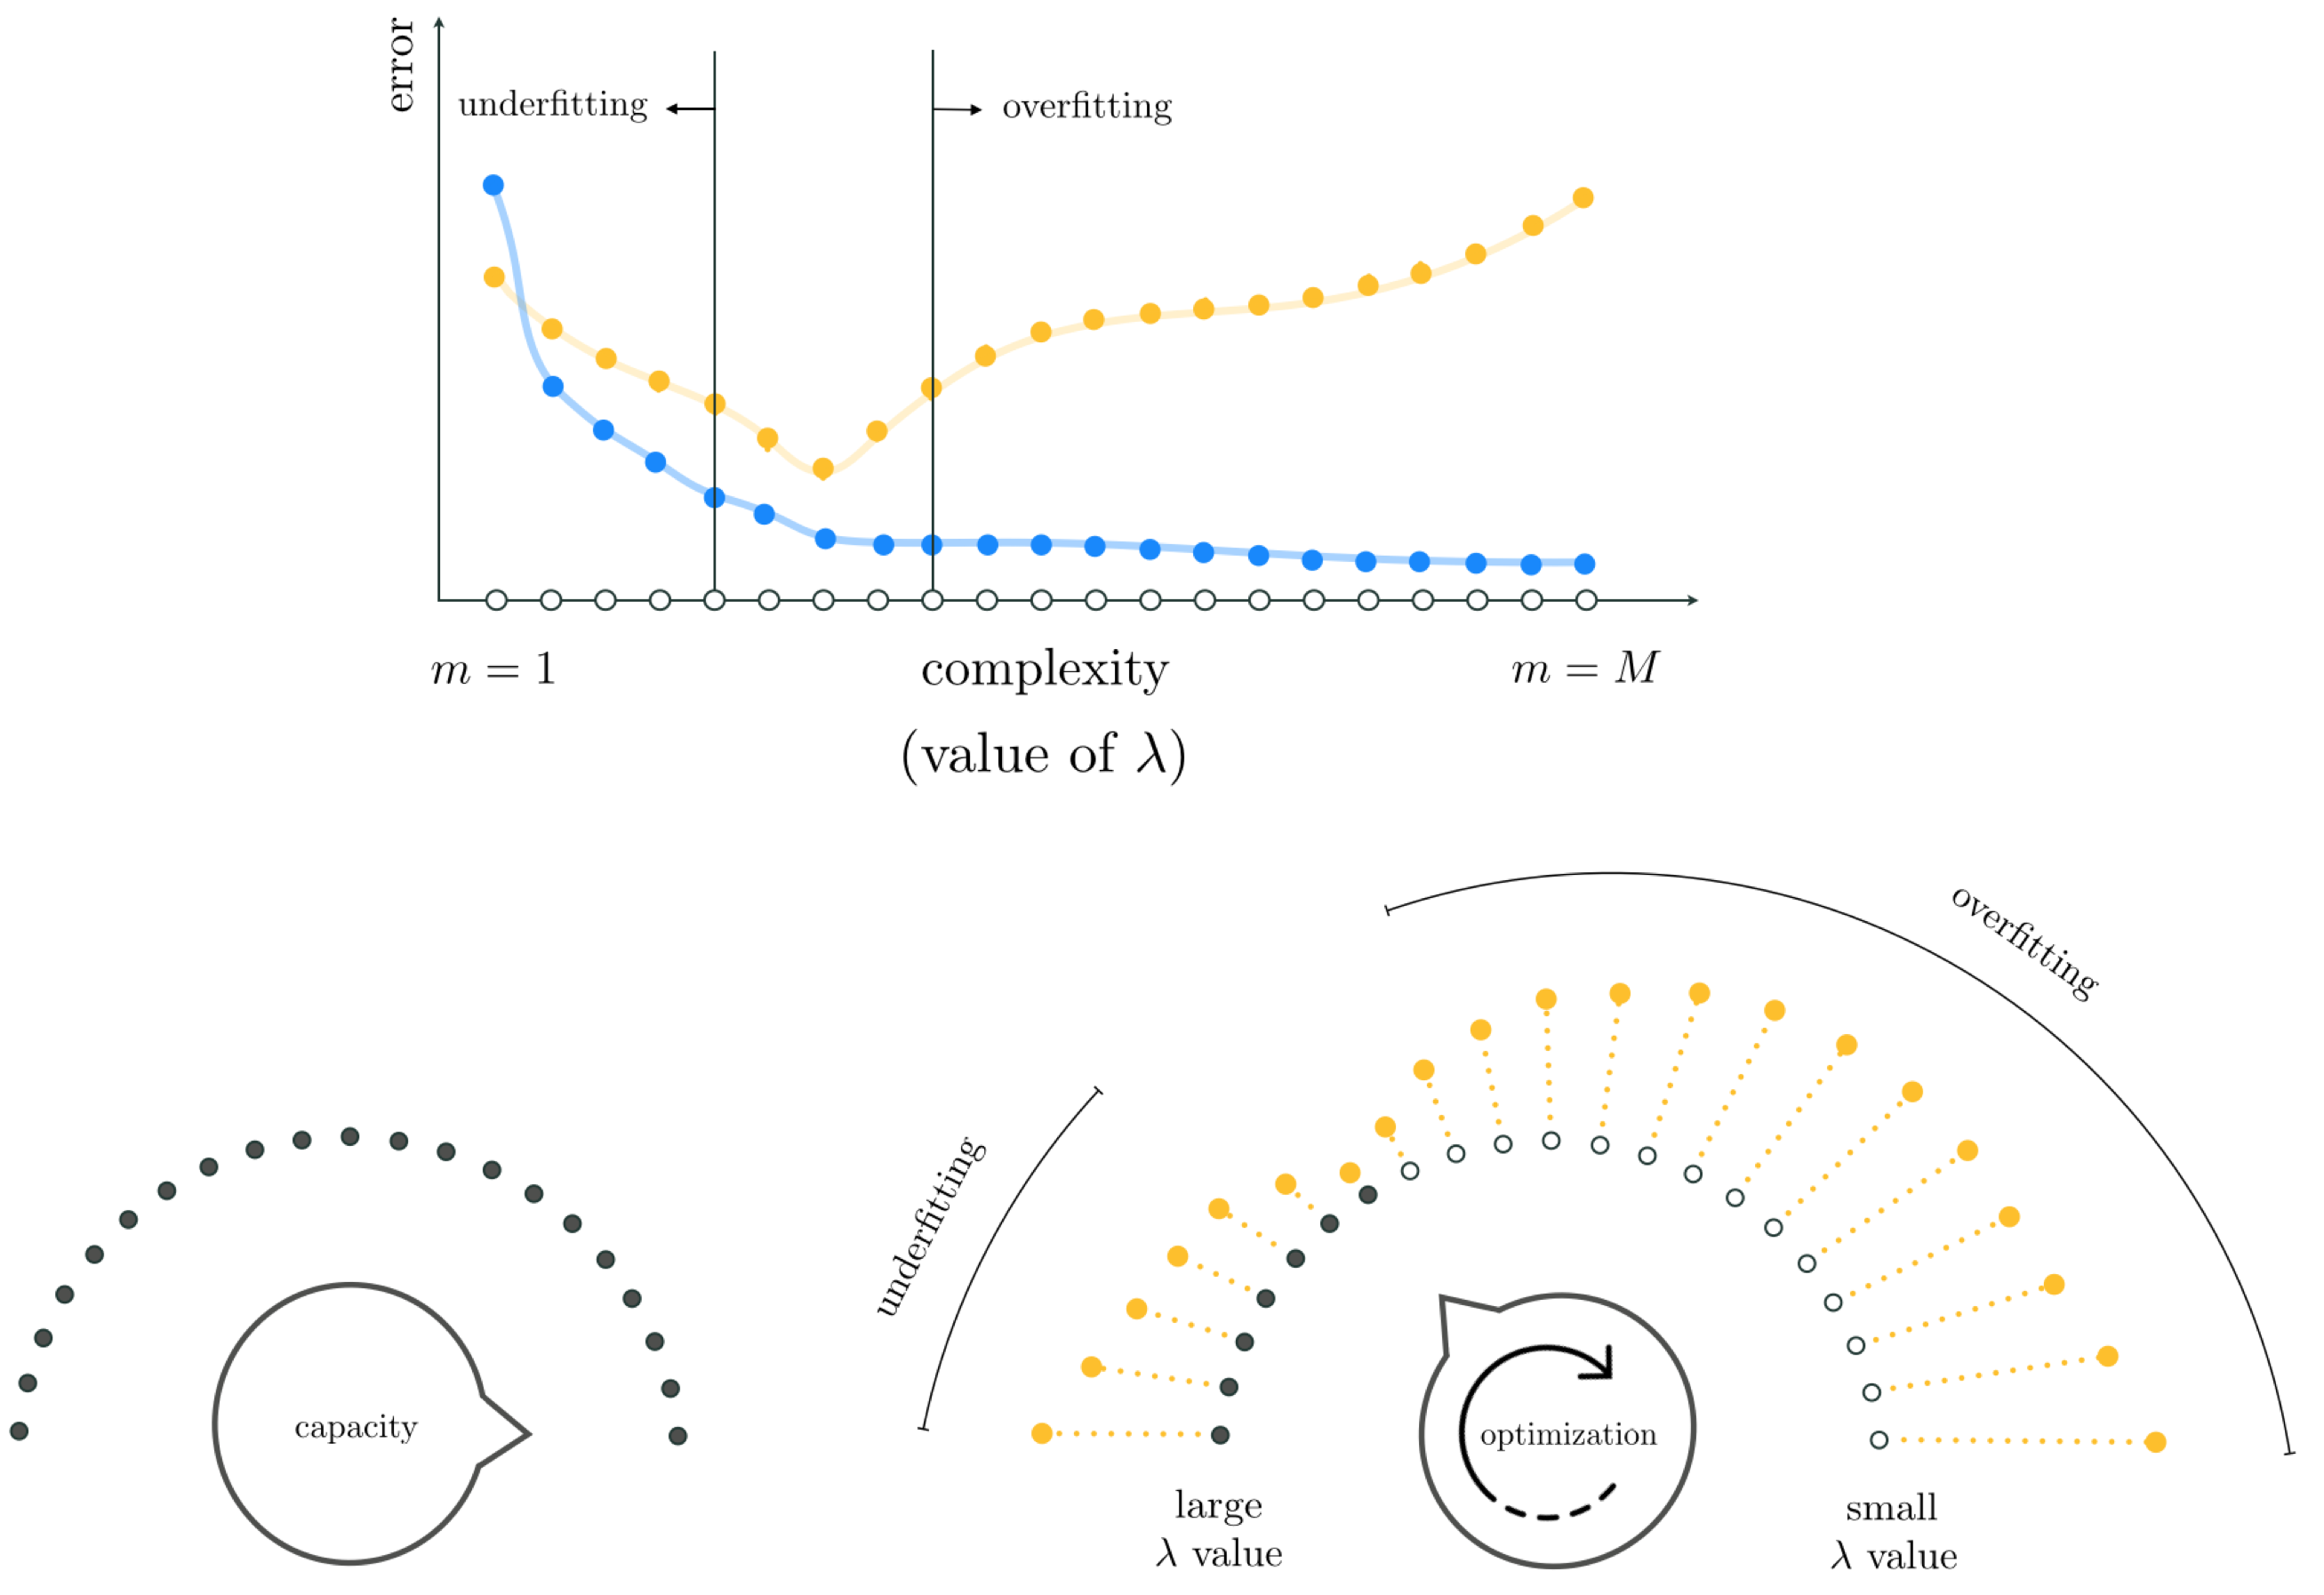 error
underfitting
overfitting
m = 1
complexity
m = M
(value of λ)
overfitting
underfitting
capacity
optimization
large
λ value
small
λ value